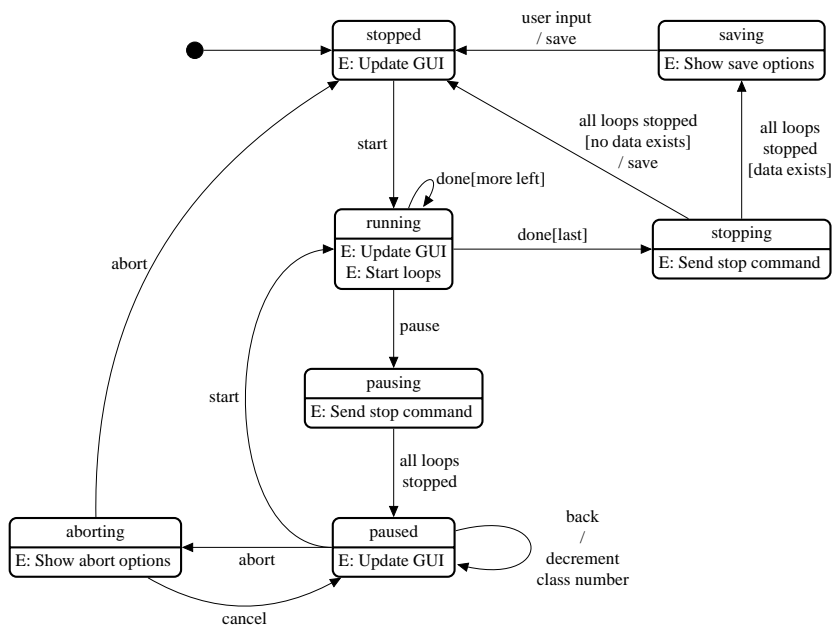 user input
/ save
stopped
E: Update GUI
saving
E: Show save options
all loops stopped
[no data exists]
/ save
all loops
stopped
[data exists]
start
done[more left]
running
E: Update GUI
E: Start loops
done[last]
stopping
E: Send stop command
abort
pause
pausing
E: Send stop command
start
all loops
stopped
aborting
E: Show abort options
abort
paused
E: Update GUI
back
/
decrement
class number
cancel